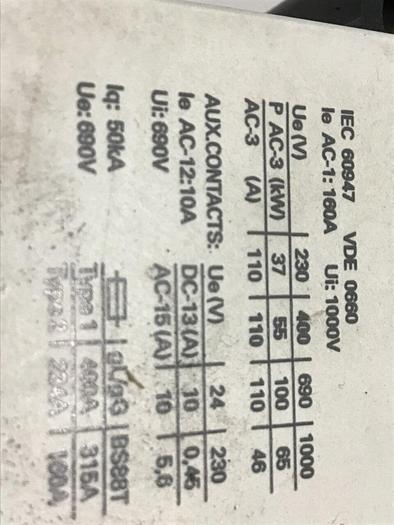 IEC 60947 VDE 0660
Ie AC-1: 160A Ui: 1000V
Ue (V) | 230 | 400 | 690 | 1000
P AC-3 (kW) | 37 | 55 | 100 | 65
AC-3 (A) | 110 | 110 | 110 | 46
AUX.CONTACTS: Ue (V) 24 230
Ie AC-12:10A DC-13(A) 10 0,45
Ui: 690V AC-15(A) 10 5,6
Iq: 50kA gL/gG | BS88T
Ue: 690V Type 1 | 400A | 315A
Type 2 | 160A